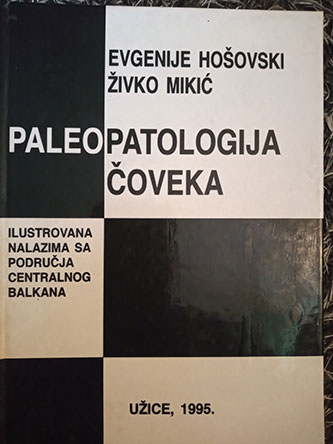 EVGENIJE HOŠOVSKI
ŽIVKO MIKIĆ
PALEOPATOLOGIJA
ČOVEKA
ILUSTROVANA
NALAZIMA SA
PODRUČJA
CENTRALNOG
BALKANA
UŽICE, 1995.